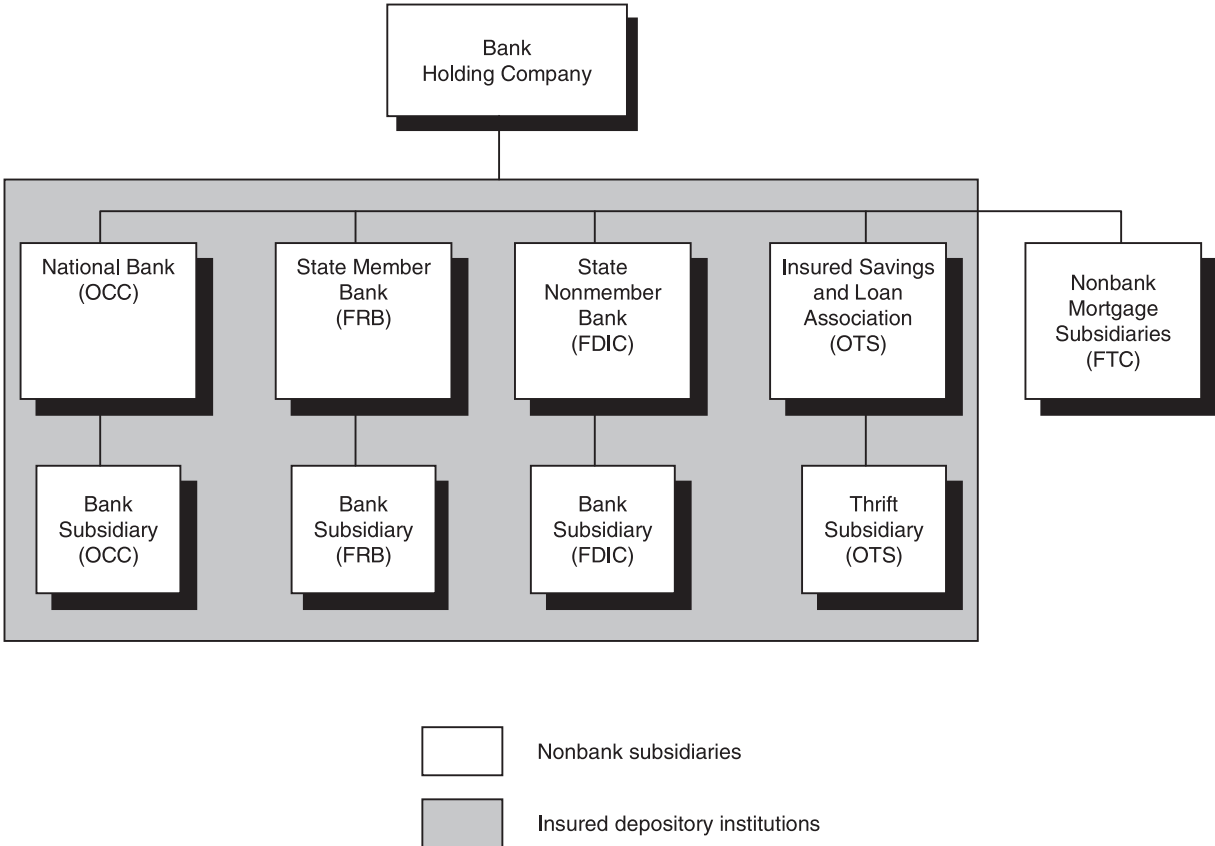 Bank
Holding Company
National Bank
(OCC)
State Member
Bank
(FRB)
State
Nonmember
Bank
(FDIC)
Insured Savings
and Loan
Association
(OTS)
Nonbank
Mortgage
Subsidiaries
(FTC)
Bank
Subsidiary
(OCC)
Bank
Subsidiary
(FRB)
Bank
Subsidiary
(FDIC)
Thrift
Subsidiary
(OTS)
Nonbank subsidiaries
Insured depository institutions